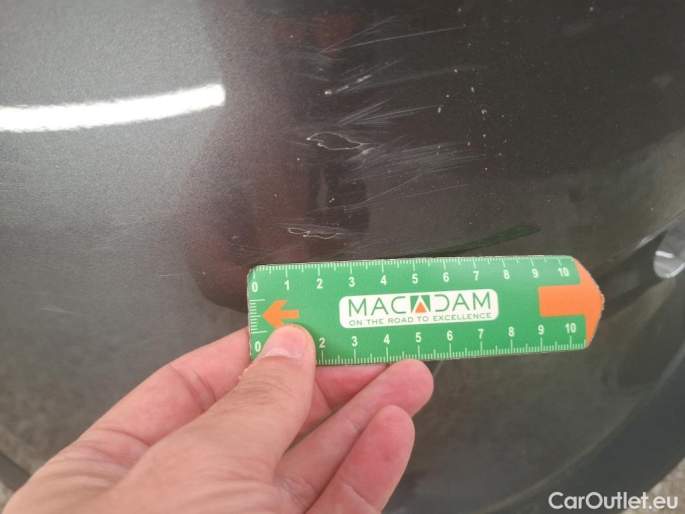 0 1 2 3 4 5 6 7 8 9 10
MACADAM
ON THE ROAD TO EXCELLENCE
0 2 3 4 5 6 7 8 9 10
CarOutlet.eu